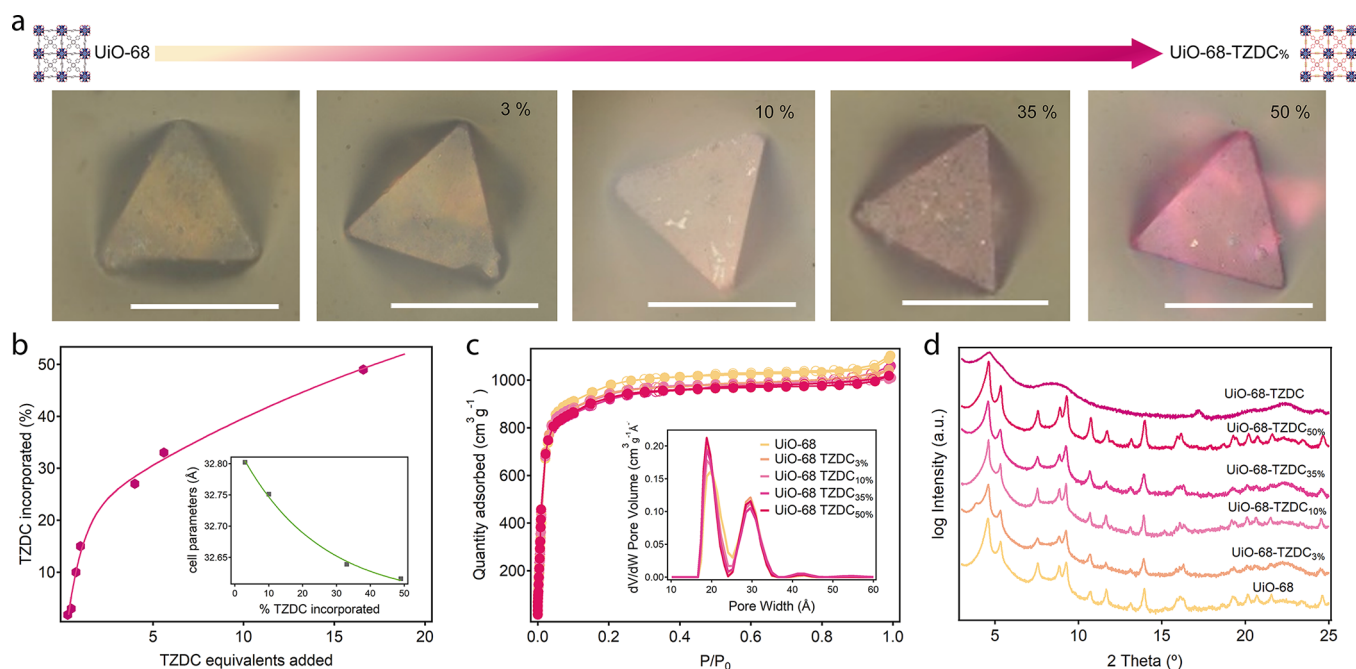 a
UiO-68
UiO-68-TZDC%
3 %
10 %
35 %
50 %
b
TZDC incorporated (%)
50
40
30
20
10
5
10
15
20
TZDC equivalents added
cell parameters (Å)
32.80
32.75
32.70
32.65
0
10
20
30
40
50
% TZDC incorporated
c
Quantity adsorbed (cm³g⁻¹)
1000
800
600
400
200
0.0
0.2
0.4
0.6
0.8
1.0
P/P₀
dV/dW Pore Volume (cm³g⁻¹Å⁻
0.20
0.15
0.10
0.05
0.00
10
20
30
40
50
60
Pore Width (Å)
UiO-68
UiO-68 TZDC3%
UiO-68 TZDC10%
UiO-68 TZDC35%
UiO-68 TZDC50%
d
log Intensity (a.u.)
UiO-68-TZDC
UiO-68-TZDC50%
UiO-68-TZDC35%
UiO-68-TZDC10%
UiO-68-TZDC3%
UiO-68
5
10
15
20
25
2 Theta (º)